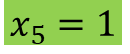 x₅ = 1